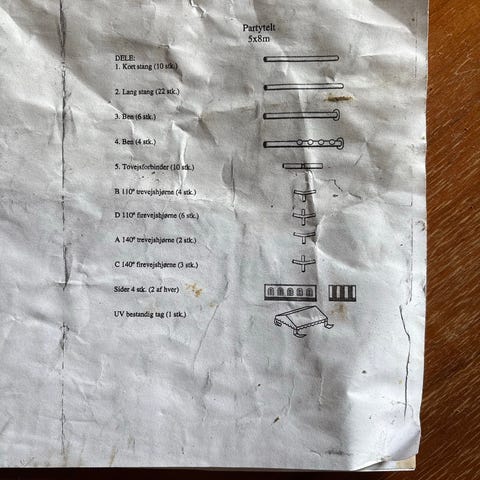 Partytelt
5x8m
DELE:
1. Kort stang (10 stk.)
2. Lang stang (22 stk.)
3. Ben (6 stk.)
4. Ben (4 stk.)
5. Tovejsforbinder (10 stk.)
B 110° trevejshjørne (4 stk.)
D 110° firevejshjørne (6 stk.)
A 140° trevejshjørne (2 stk.)
C 140° firevejshjørne (3 stk.)
Sider 4 stk. (2 af hver)
UV bestandig tag (1 stk.)